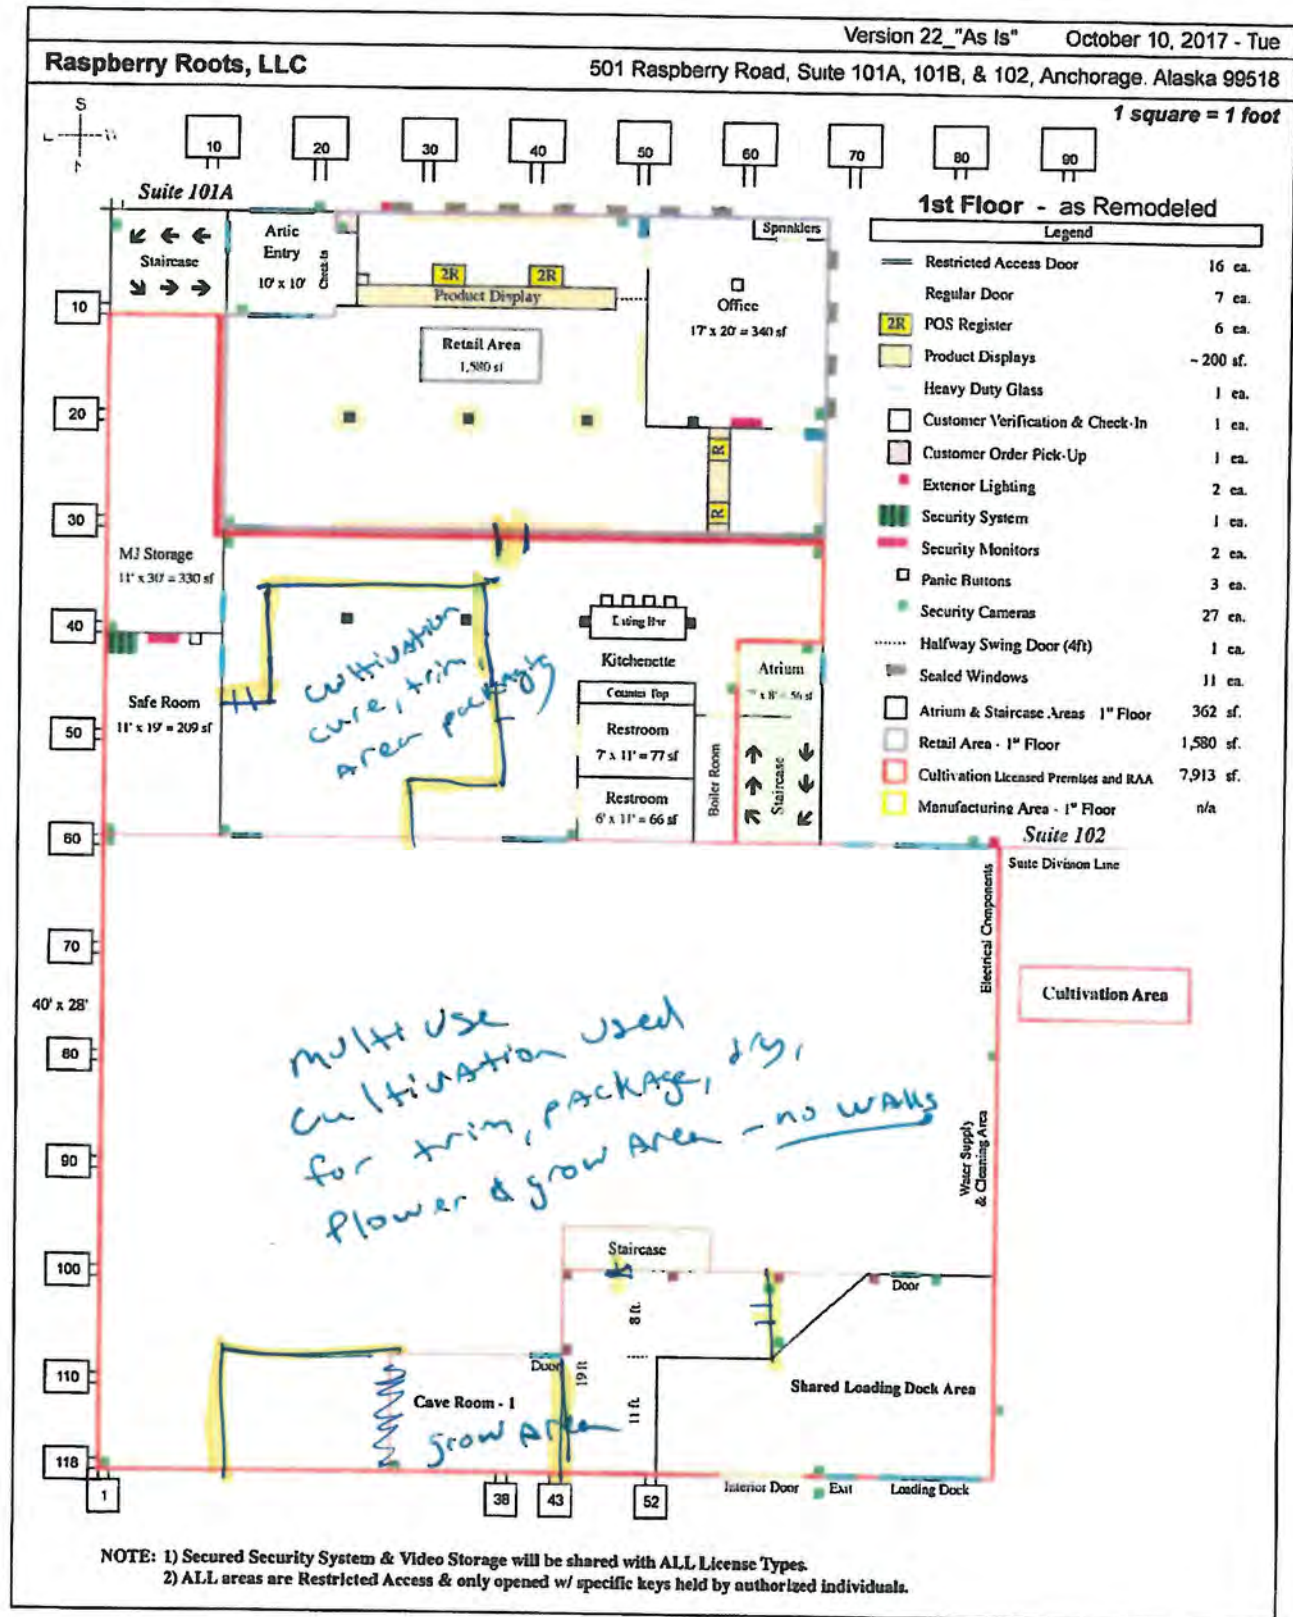 Version 22_"As Is" October 10, 2017 - Tue
Raspberry Roots, LLC
501 Raspberry Road, Suite 101A, 101B, & 102, Anchorage. Alaska 99518
1 square = 1 foot
S
10 20 30 40 50 60 70 80 90
Suite 101A
1st Floor - as Remodeled
Legend
Restricted Access Door 16 ea.
Regular Door 7 ea.
2R POS Register 6 ea.
Product Displays ~ 200 sf.
Heavy Duty Glass 1 ea.
Customer Verification & Check-In 1 ea.
Customer Order Pick-Up 1 ea.
Exterior Lighting 2 ea.
Security System 1 ea.
Security Monitors 2 ea.
Panic Buttons 3 ea.
Security Cameras 27 ea.
Halfway Swing Door (4ft) 1 ea.
Sealed Windows 11 ea.
Atrium & Staircase Areas 1" Floor 362 sf.
Retail Area - 1" Floor 1,580 sf.
Cultivation Licensed Premises and RAA 7,913 sf.
Manufacturing Area - 1" Floor n/a
Staircase
Artic
Entry
10' x 10'
Check-In
2R 2R
Product Display
Sprinklers
Office
17' x 20' = 340 sf
Retail Area
1,580 sf
R
R
10
20
30
40
50
60
70
80
90
100
110
118
MJ Storage
11' x 30' = 330 sf
Safe Room
11' x 19' = 209 sf
cultivation
cure, trim,
area packaging
Eating Bar
Kitchenette
Counter Top
Restroom
7' x 11' = 77 sf
Restroom
6' x 11' = 66 sf
Boiler Room
Atrium
x 8' = 56 sf
Staircase
Suite 102
Suite Division Line
Electrical Components
Cultivation Area
40' x 28'
multi use
cultivation used
for trim, package, dry,
flower & grow area - no walls
Water Supply
& Cleaning Area
Staircase
8 ft.
Door
Door
19 ft
11 ft.
Cave Room - 1
grow area
Shared Loading Dock Area
Interior Door Exit Loading Dock
1 38 43 52
NOTE: 1) Secured Security System & Video Storage will be shared with ALL License Types.
2) ALL areas are Restricted Access & only opened w/ specific keys held by authorized individuals.